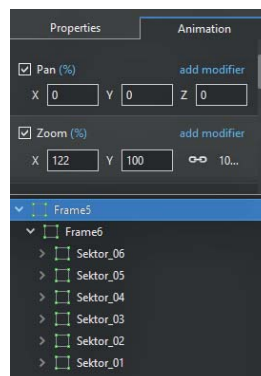 Properties Animation
Pan (%) add modifier
X 0 Y 0 Z 0
Zoom (%) add modifier
X 122 Y 100 10...
Frame5
Frame6
Sektor_06
Sektor_05
Sektor_04
Sektor_03
Sektor_02
Sektor_01